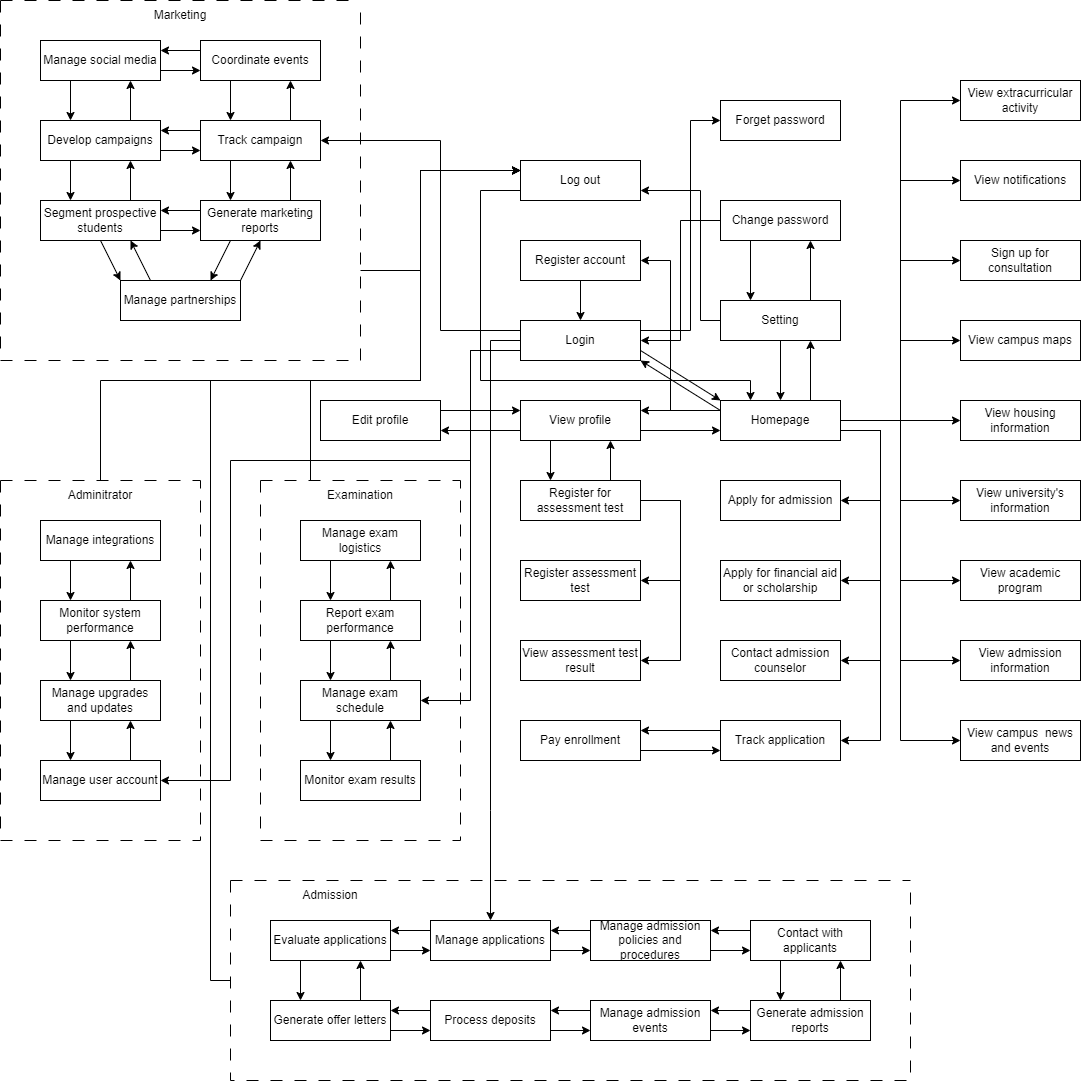 Marketing
Manage social media
Coordinate events
Develop campaigns
Track campaign
Segment prospective
students
Generate marketing
reports
Manage partnerships
Forget password
Log out
Change password
Register account
Setting
Login
Edit profile
View profile
Homepage
Register for
assessment test
Register assessment
test
View assessment test
result
Pay enrollment
Apply for admission
Apply for financial aid
or scholarship
Contact admission
counselor
Track application
View extracurricular
activity
View notifications
Sign up for
consultation
View campus maps
View housing
information
View university's
information
View academic
program
View admission
information
View campus  news
and events
Adminitrator
Manage integrations
Monitor system
performance
Manage upgrades
and updates
Manage user account
Examination
Manage exam
logistics
Report exam
performance
Manage exam
schedule
Monitor exam results
Admission
Evaluate applications
Manage applications
Manage admission
policies and
procedures
Contact with
applicants
Generate offer letters
Process deposits
Manage admission
events
Generate admission
reports